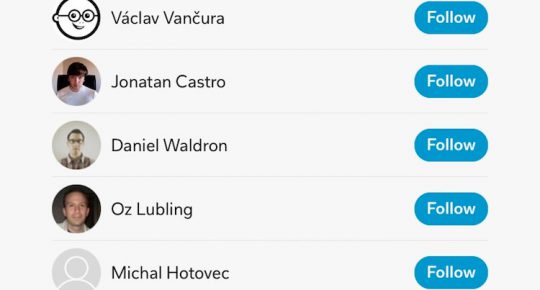 Václav Vančura Follow
Jonatan Castro Follow
Daniel Waldron Follow
Oz Lubling Follow
Michal Hotovec Follow